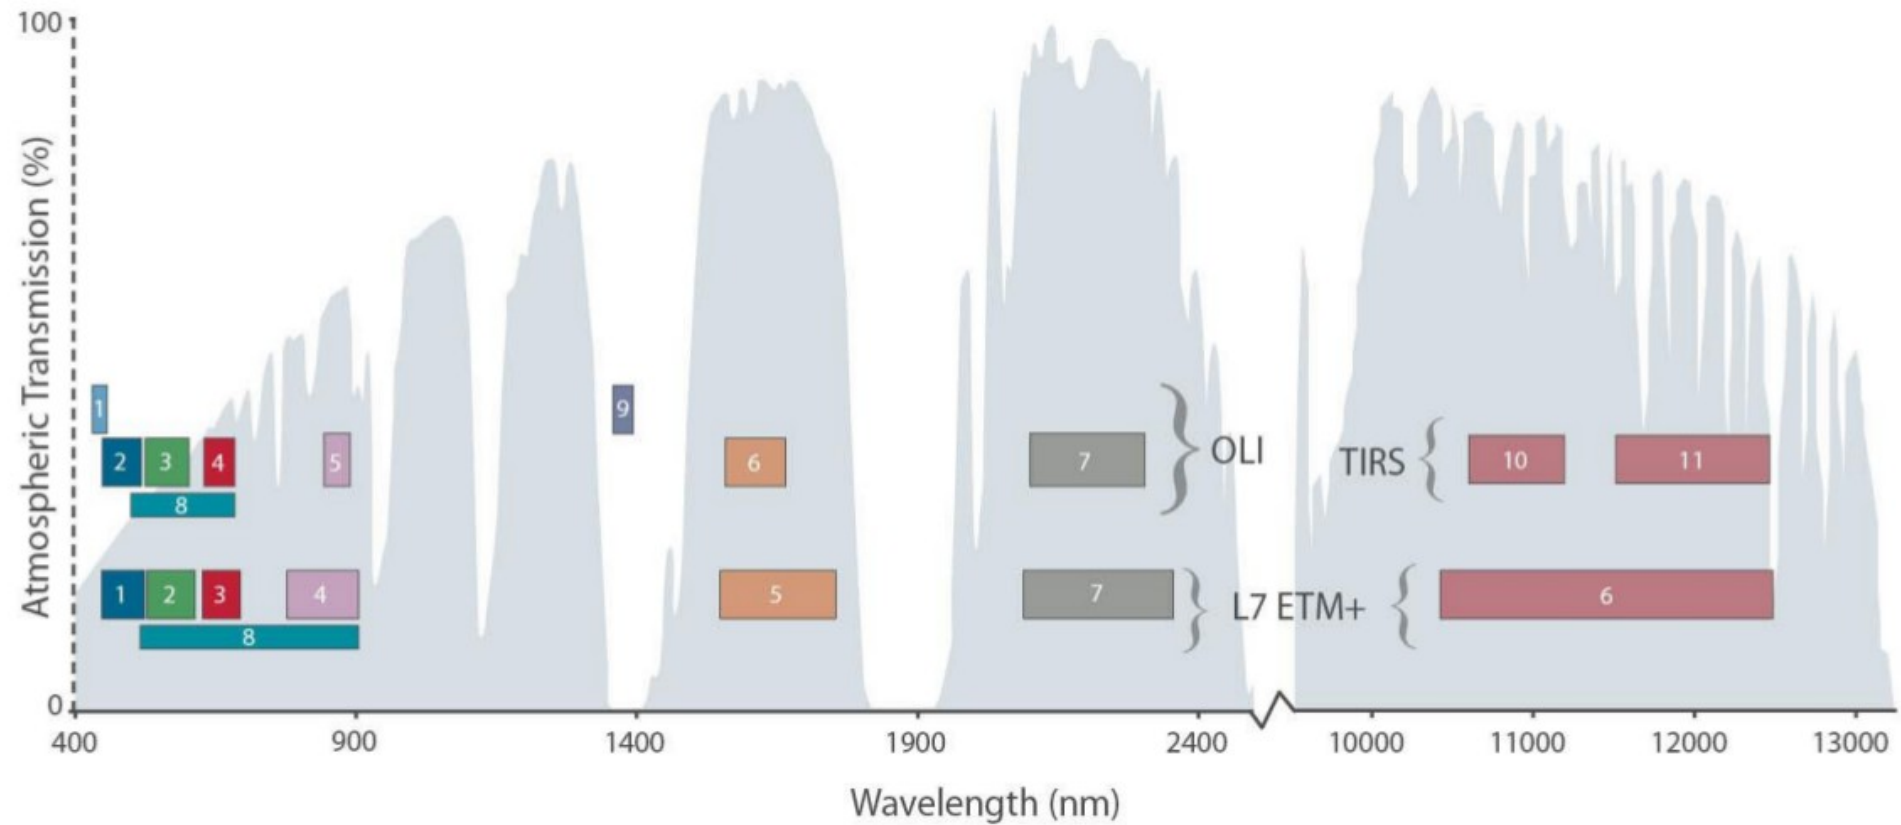 100
Atmospheric Transmission (%)
0
1
9
2 3 4 5 6 7 OLI TIRS 10 11
8
1 2 3 4 5 7 L7 ETM+ 6
8
400 900 1400 1900 2400 10000 11000 12000 13000
Wavelength (nm)